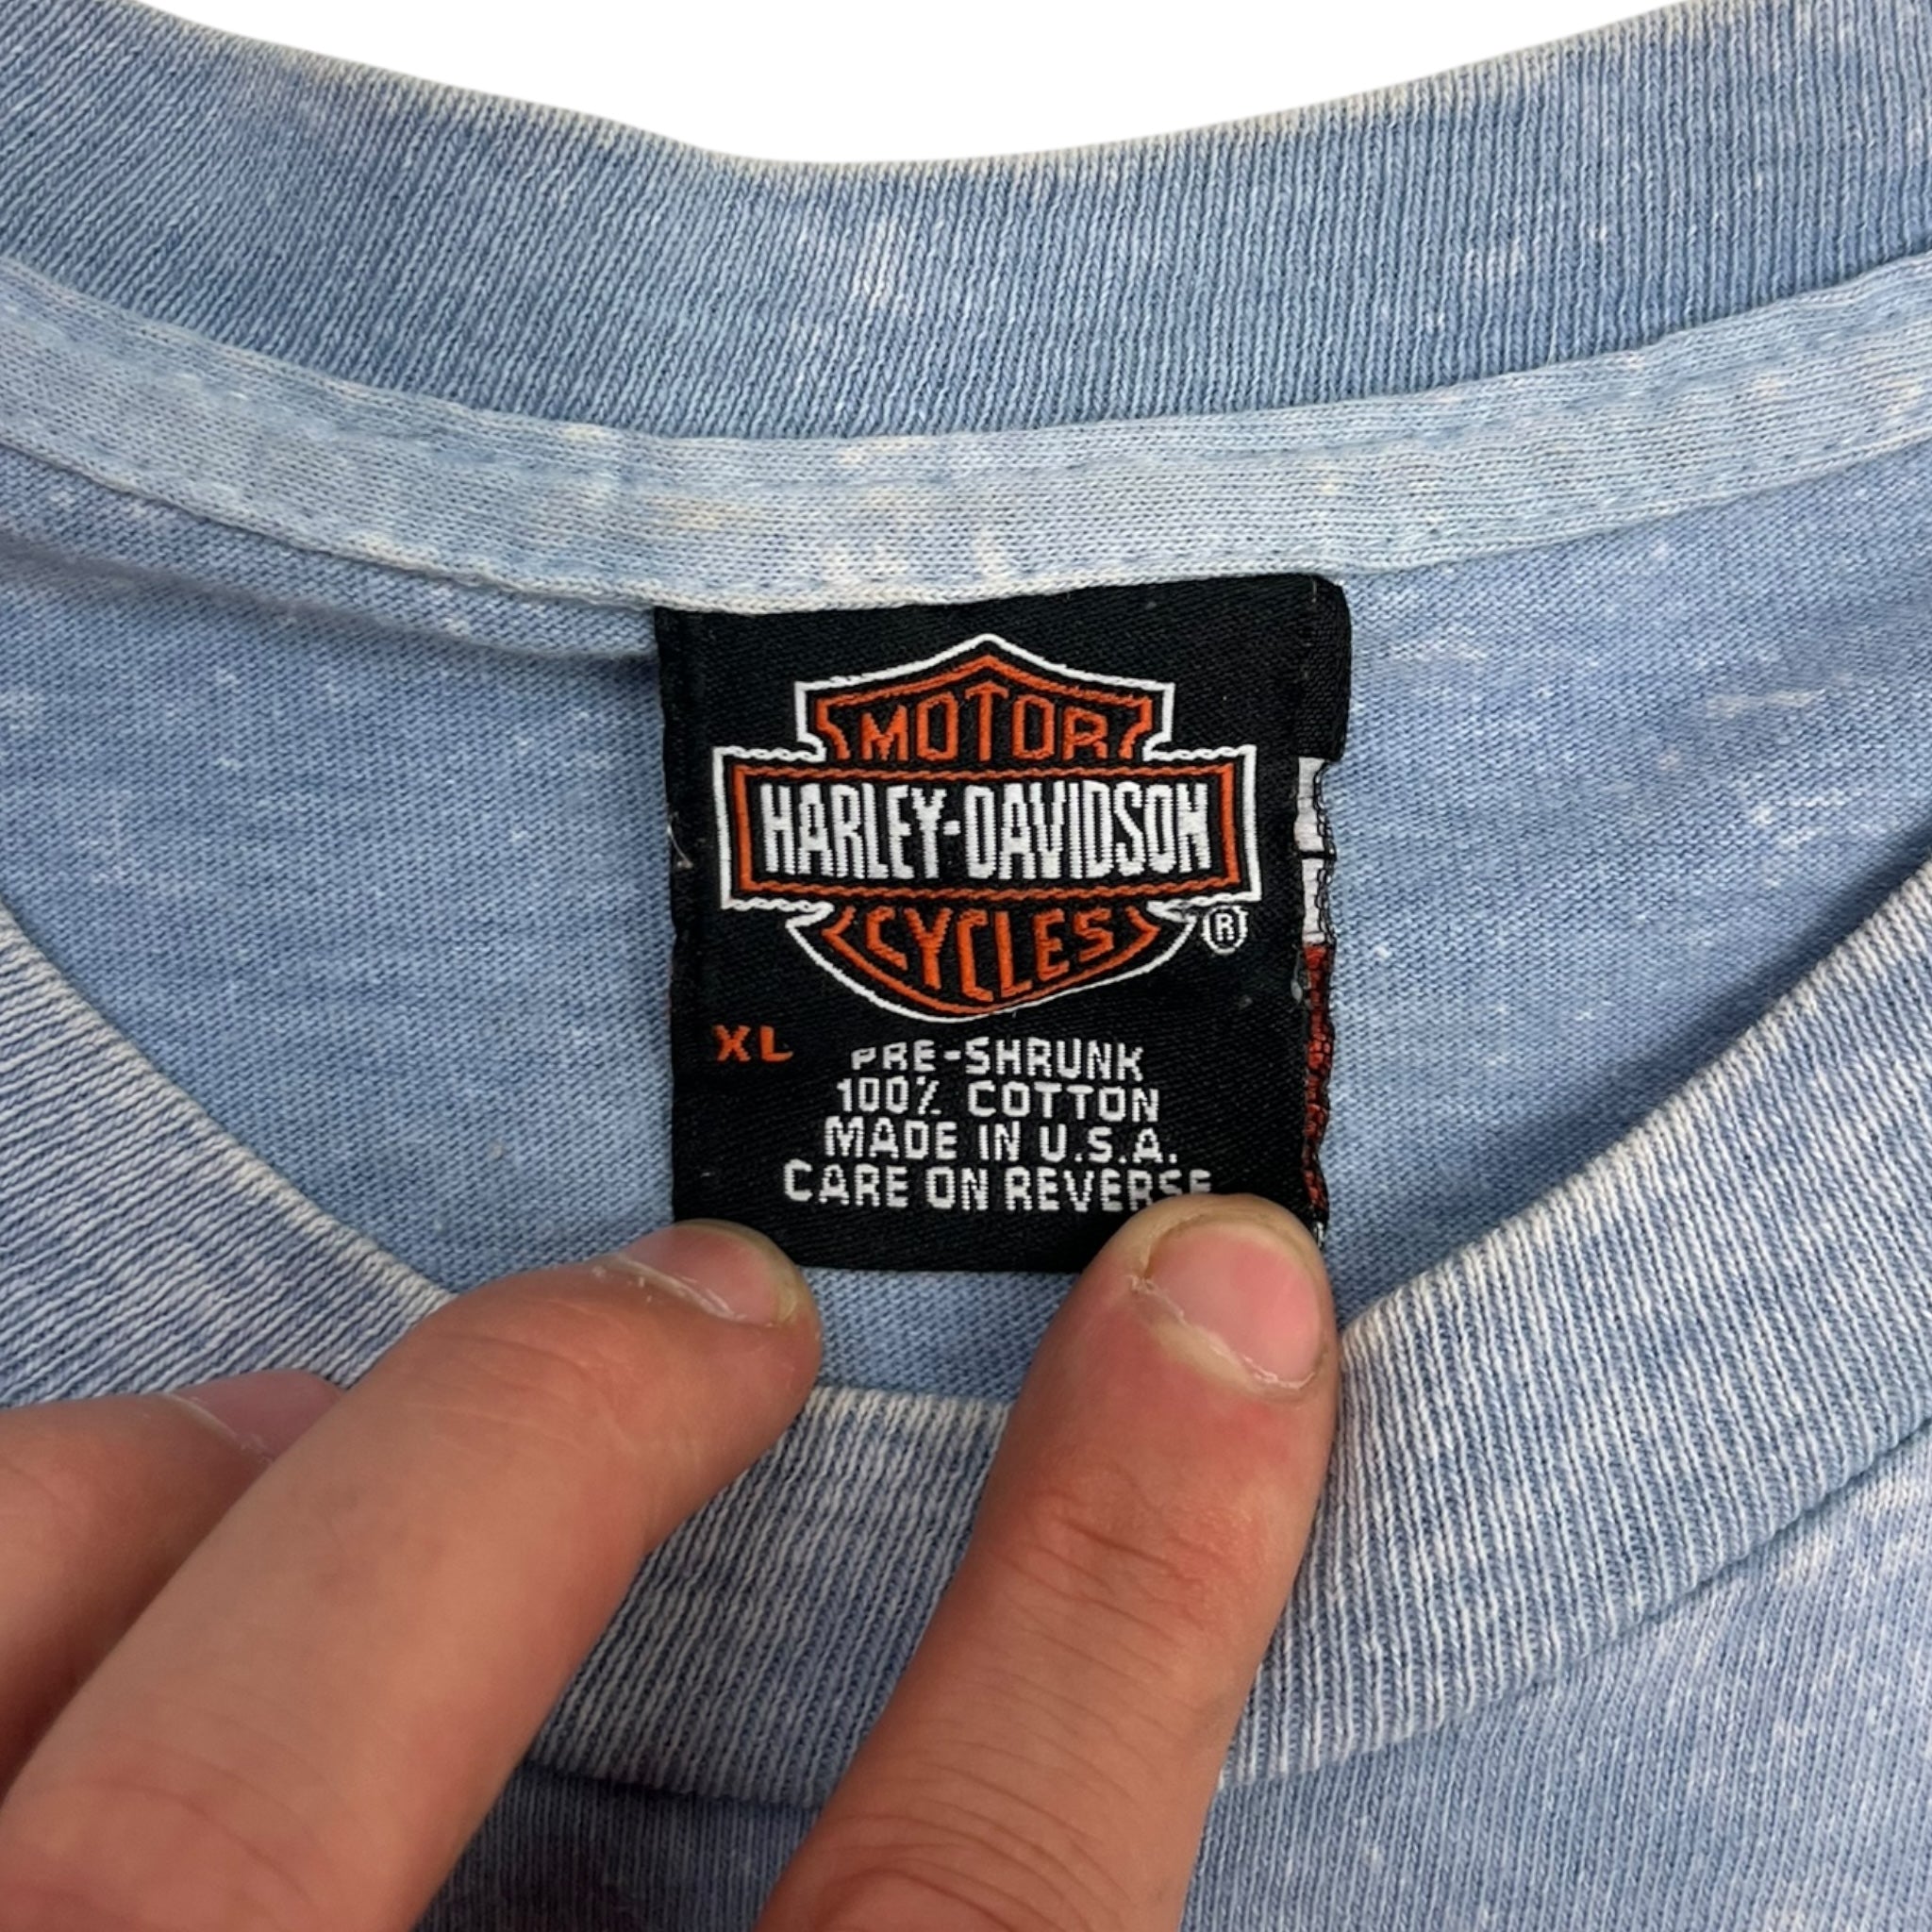 MOTOR
HARLEY-DAVIDSON
CYCLES
®
XL
PRE-SHRUNK
100% COTTON
MADE IN U.S.A.
CARE ON REVERSE